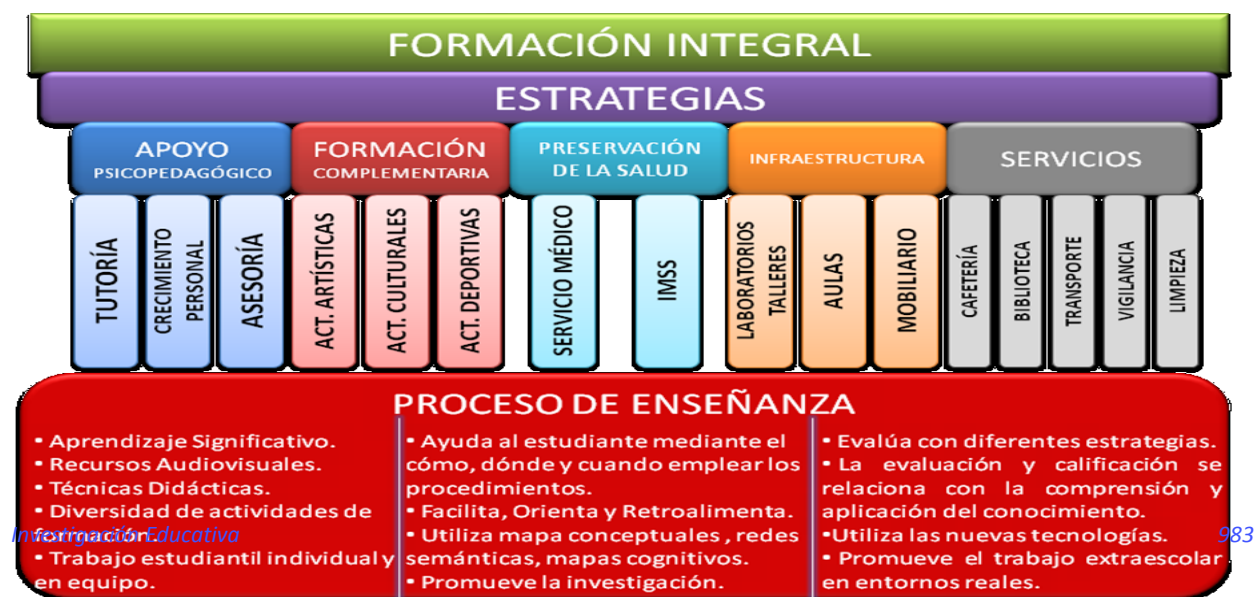 FORMACIÓN INTEGRAL
ESTRATEGIAS
APOYO
PSICOPEDAGÓGICO
FORMACIÓN
COMPLEMENTARIA
PRESERVACIÓN
DE LA SALUD
INFRAESTRUCTURA
SERVICIOS
TUTORÍA
CRECIMIENTO
PERSONAL
ASESORÍA
ACT. ARTÍSTICAS
ACT. CULTURALES
ACT. DEPORTIVAS
SERVICIO MÉDICO
IMSS
LABORATORIOS
TALLERES
AULAS
MOBILIARIO
CAFETERÍA
BIBLIOTECA
TRANSPORTE
VIGILANCIA
LIMPIEZA
PROCESO DE ENSEÑANZA
• Aprendizaje Significativo.
• Recursos Audiovisuales.
• Técnicas Didácticas.
• Diversidad de actividades de
formación.
• Trabajo estudiantil individual y
en equipo.
• Ayuda al estudiante mediante el
cómo, dónde y cuando emplear los
procedimientos.
• Facilita, Orienta y Retroalimenta.
• Utiliza mapa conceptuales , redes
semánticas, mapas cognitivos.
• Promueve la investigación.
• Evalúa con diferentes estrategias.
• La evaluación y calificación se
relaciona con la comprensión y
aplicación del conocimiento.
•Utiliza las nuevas tecnologías.
• Promueve el trabajo extraescolar
en entornos reales.
Investigación Educativa
983